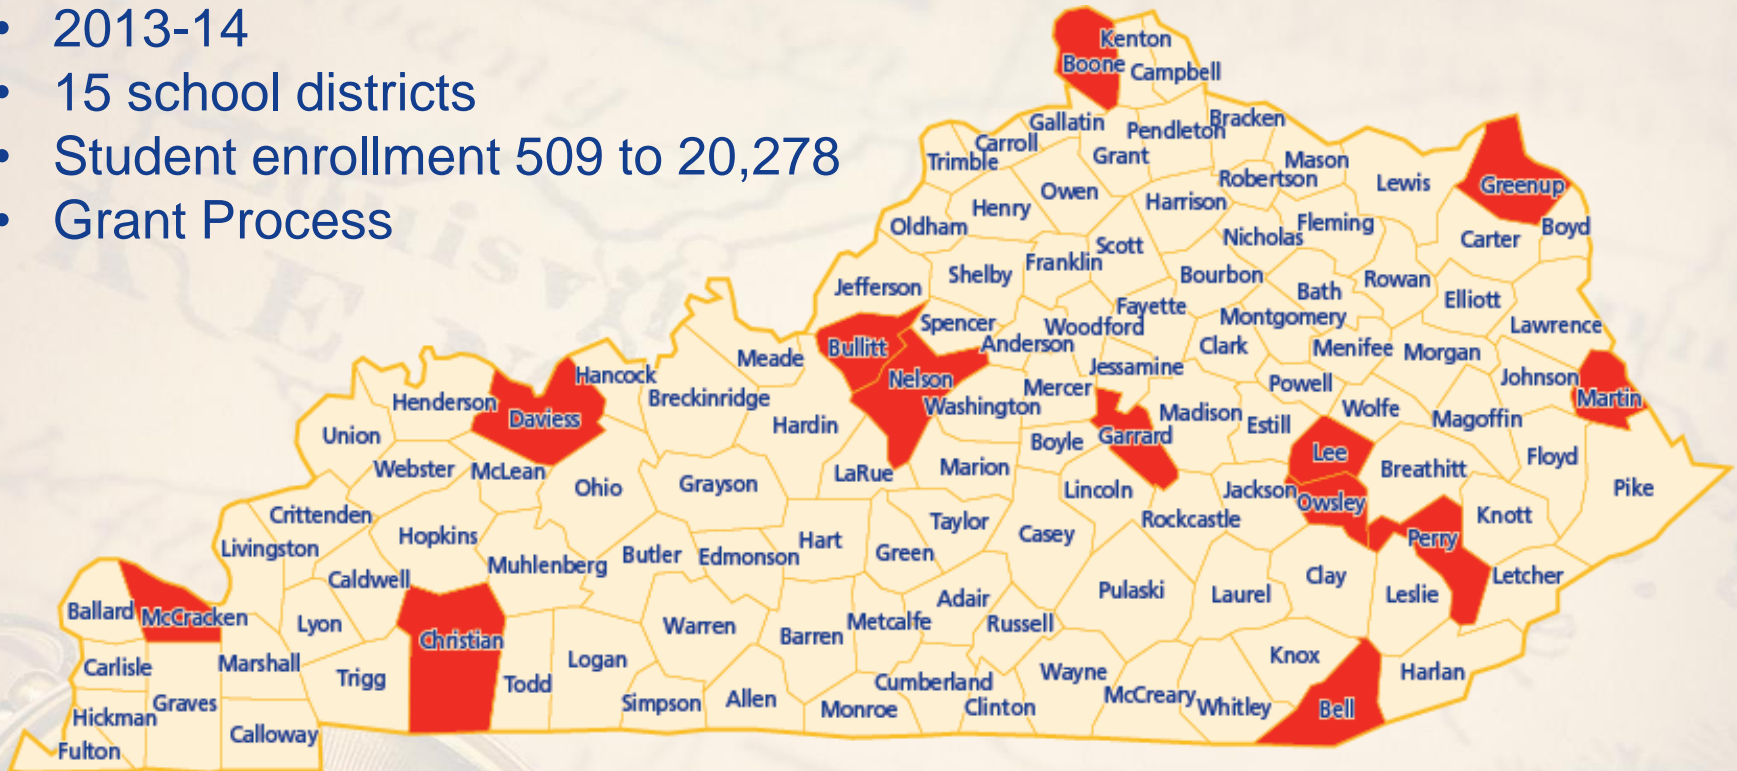 • 2013-14
• 15 school districts
• Student enrollment 509 to 20,278
• Grant Process
Kenton
Boone
Campbell
Gallatin
Bracken
Pendleton
Carroll
Trimble
Grant
Mason
Robertson
Lewis
Greenup
Owen
Henry
Harrison
Oldham
Fleming
Nicholas
Boyd
Carter
Scott
Franklin
Shelby
Bourbon
Rowan
Jefferson
Bath
Elliott
Fayette
Montgomery
Spencer
Woodford
Lawrence
Anderson
Bullitt
Clark
Menifee
Morgan
Meade
Jessamine
Hancock
Nelson
Mercer
Powell
Johnson
Martin
Breckinridge
Henderson
Washington
Daviess
Madison
Wolfe
Magoffin
Hardin
Estill
Union
Boyle
Garrard
Lee
Floyd
Webster
McLean
LaRue
Marion
Breathitt
Ohio
Grayson
Lincoln
Jackson
Pike
Owsley
Crittenden
Taylor
Rockcastle
Knott
Hopkins
Casey
Perry
Livingston
Hart
Green
Butler
Edmonson
Muhlenberg
Caldwell
Clay
Letcher
Pulaski
Laurel
Leslie
Adair
Ballard
McCracken
Lyon
Metcalfe
Russell
Warren
Barren
Christian
Logan
Knox
Carlisle
Marshall
Trigg
Wayne
Harlan
Todd
Cumberland
McCreary
Allen
Simpson
Graves
Monroe
Clinton
Whitley
Bell
Hickman
Calloway
Fulton